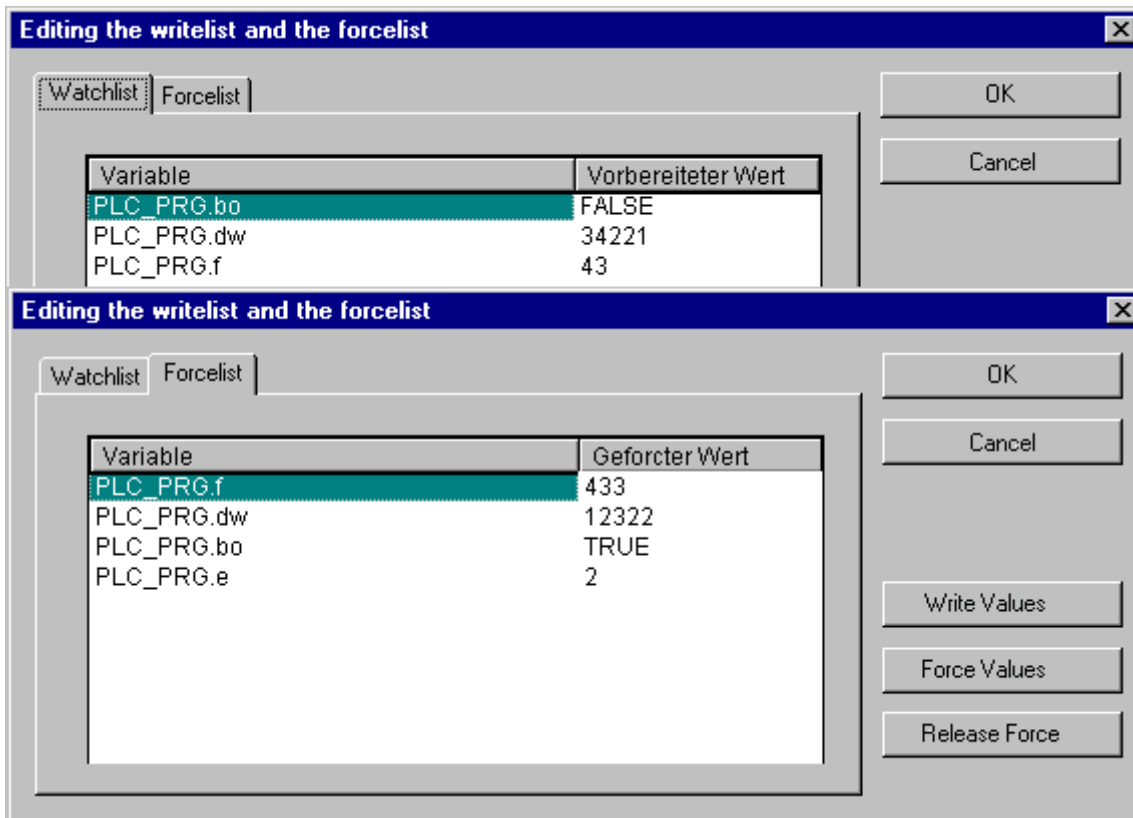 Editing the writelist and the forcelist
Watchlist Forcelist
OK
Cancel
Variable Vorbereiteter Wert
PLC_PRG.bo FALSE
PLC_PRG.dw 34221
PLC_PRG.f 43
Editing the writelist and the forcelist
Watchlist Forcelist
OK
Cancel
Variable Geforcter Wert
PLC_PRG.f 433
PLC_PRG.dw 12322
PLC_PRG.bo TRUE
PLC_PRG.e 2
Write Values
Force Values
Release Force